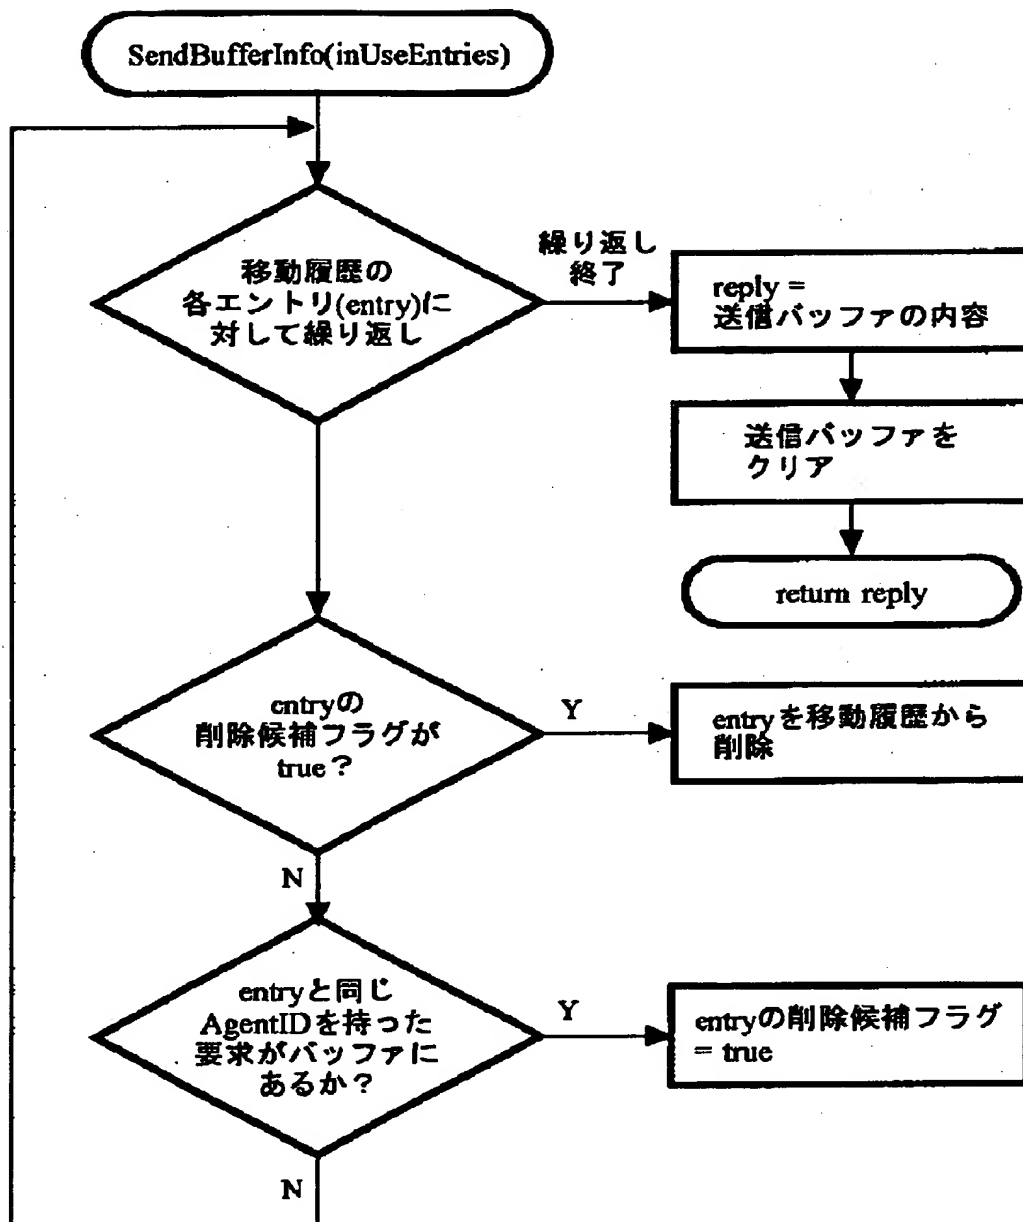 SendBufferInfo(inUseEntries)
移動履歴の
各エントリ(entry)に
対して繰り返し
繰り返し
終了
reply =
送信バッファの内容
送信バッファを
クリア
return reply
entryの
削除候補フラグが
true？
Y
entryを移動履歴から
削除
N
entryと同じ
AgentIDを持った
要求がバッファに
あるか？
Y
entryの削除候補フラグ
= true
N